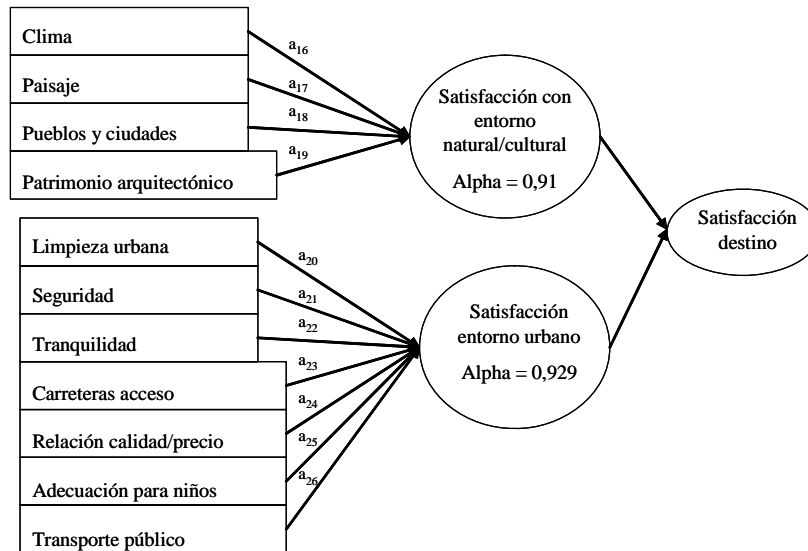 Clima
Paisaje
Pueblos y ciudades
Patrimonio arquitectónico
a16
a17
a18
a19
Satisfacción con
entorno
natural/cultural
Alpha = 0,91
Satisfacción
destino
Limpieza urbana
Seguridad
Tranquilidad
Carreteras acceso
Relación calidad/precio
Adecuación para niños
Transporte público
a20
a21
a22
a23
a24
a25
a26
Satisfacción
entorno urbano
Alpha = 0,929